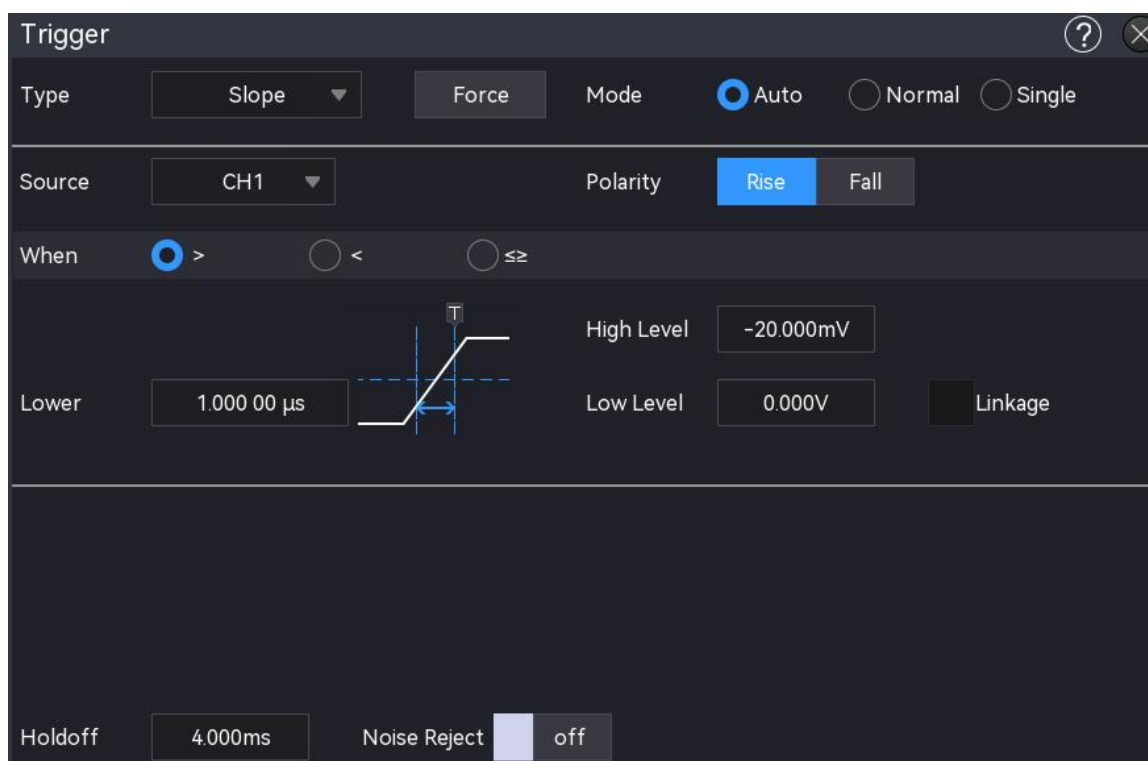 Trigger ?
Type Slope Force Mode Auto Normal Single
Source CH1 Polarity Rise Fall
When > < ≤≥
T
High Level -20.000mV
Lower 1.000 00 μs Low Level 0.000V Linkage
Holdoff 4.000ms Noise Reject off